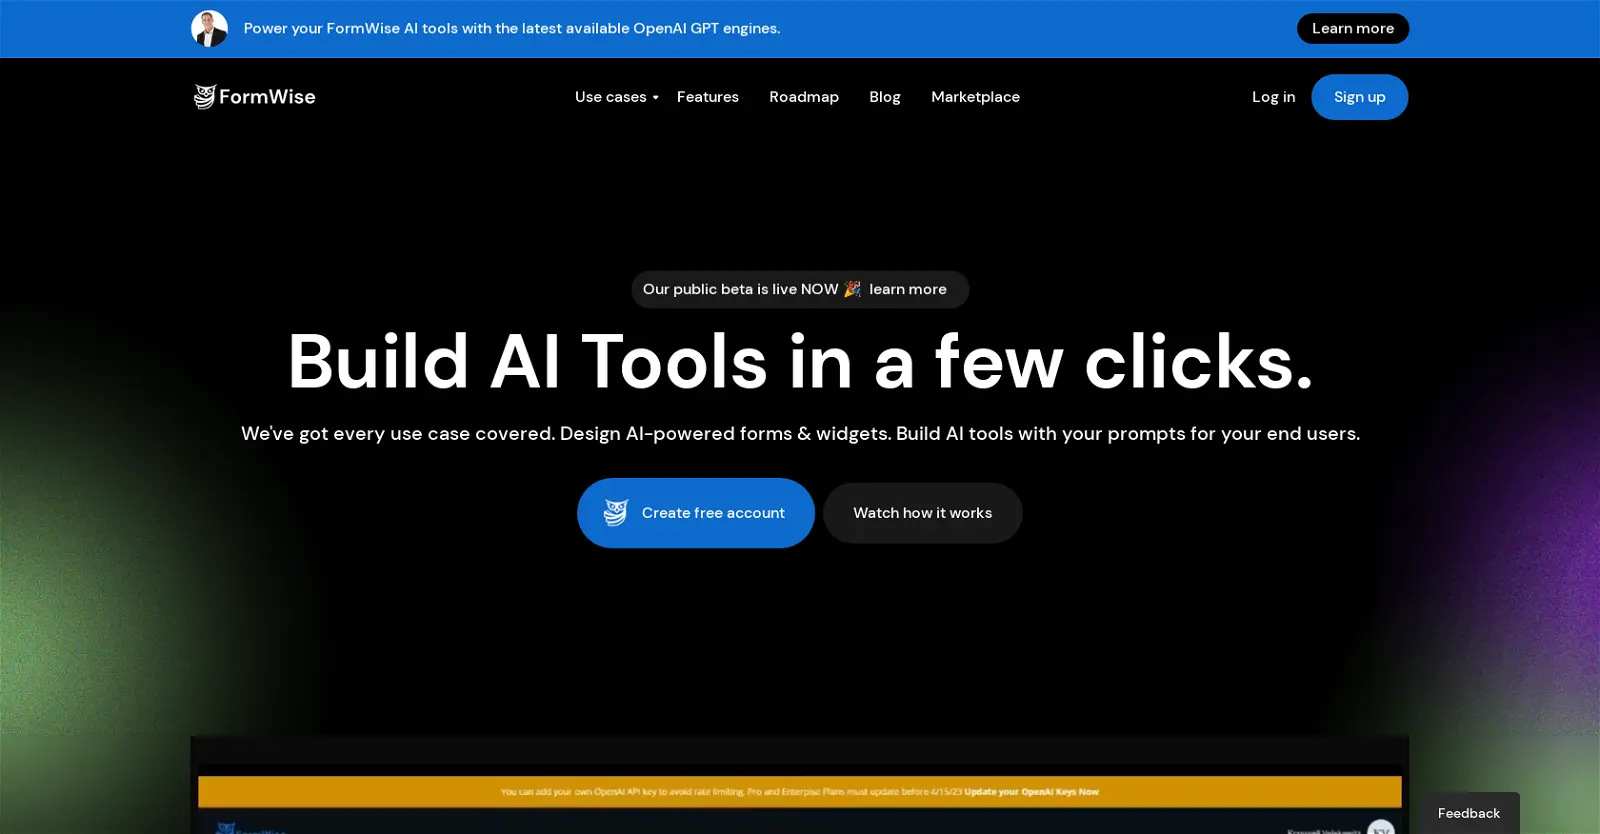 Power your FormWise AI tools with the latest available OpenAI GPT engines.
Learn more
FormWise
Use cases
Features
Roadmap
Blog
Marketplace
Log in
Sign up
Our public beta is live NOW 🎉 learn more
Build AI Tools in a few clicks.
We've got every use case covered. Design AI-powered forms & widgets. Build AI tools with your prompts for your end users.
Create free account
Watch how it works
You can add your own OpenAI API key to avoid rate limiting. Pro and Enterpise Plans must update before 4/15/23 Update your OpenAI Keys Now
FormWise
KV
Feedback